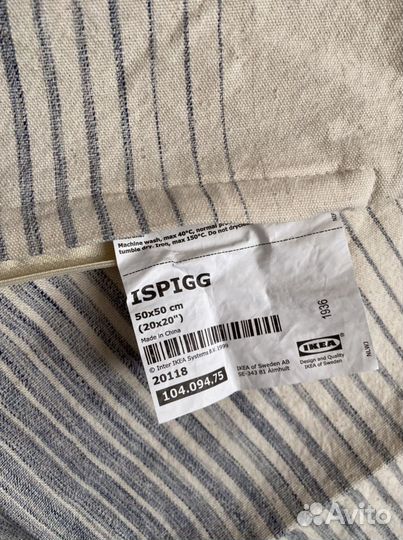 Machine wash, max 40°C, normal
tumble dry. Iron, max 150°C. Do not
ISPIGG
50x50 cm
(20x20")
Made in China
© Inter IKEA Systems B.V. 1999
20118
104.094.75
1936
IKEA
Design and Quality
IKEA of Sweden
IKEA of Sweden AB
SE-343 81 Älmhult
Avito